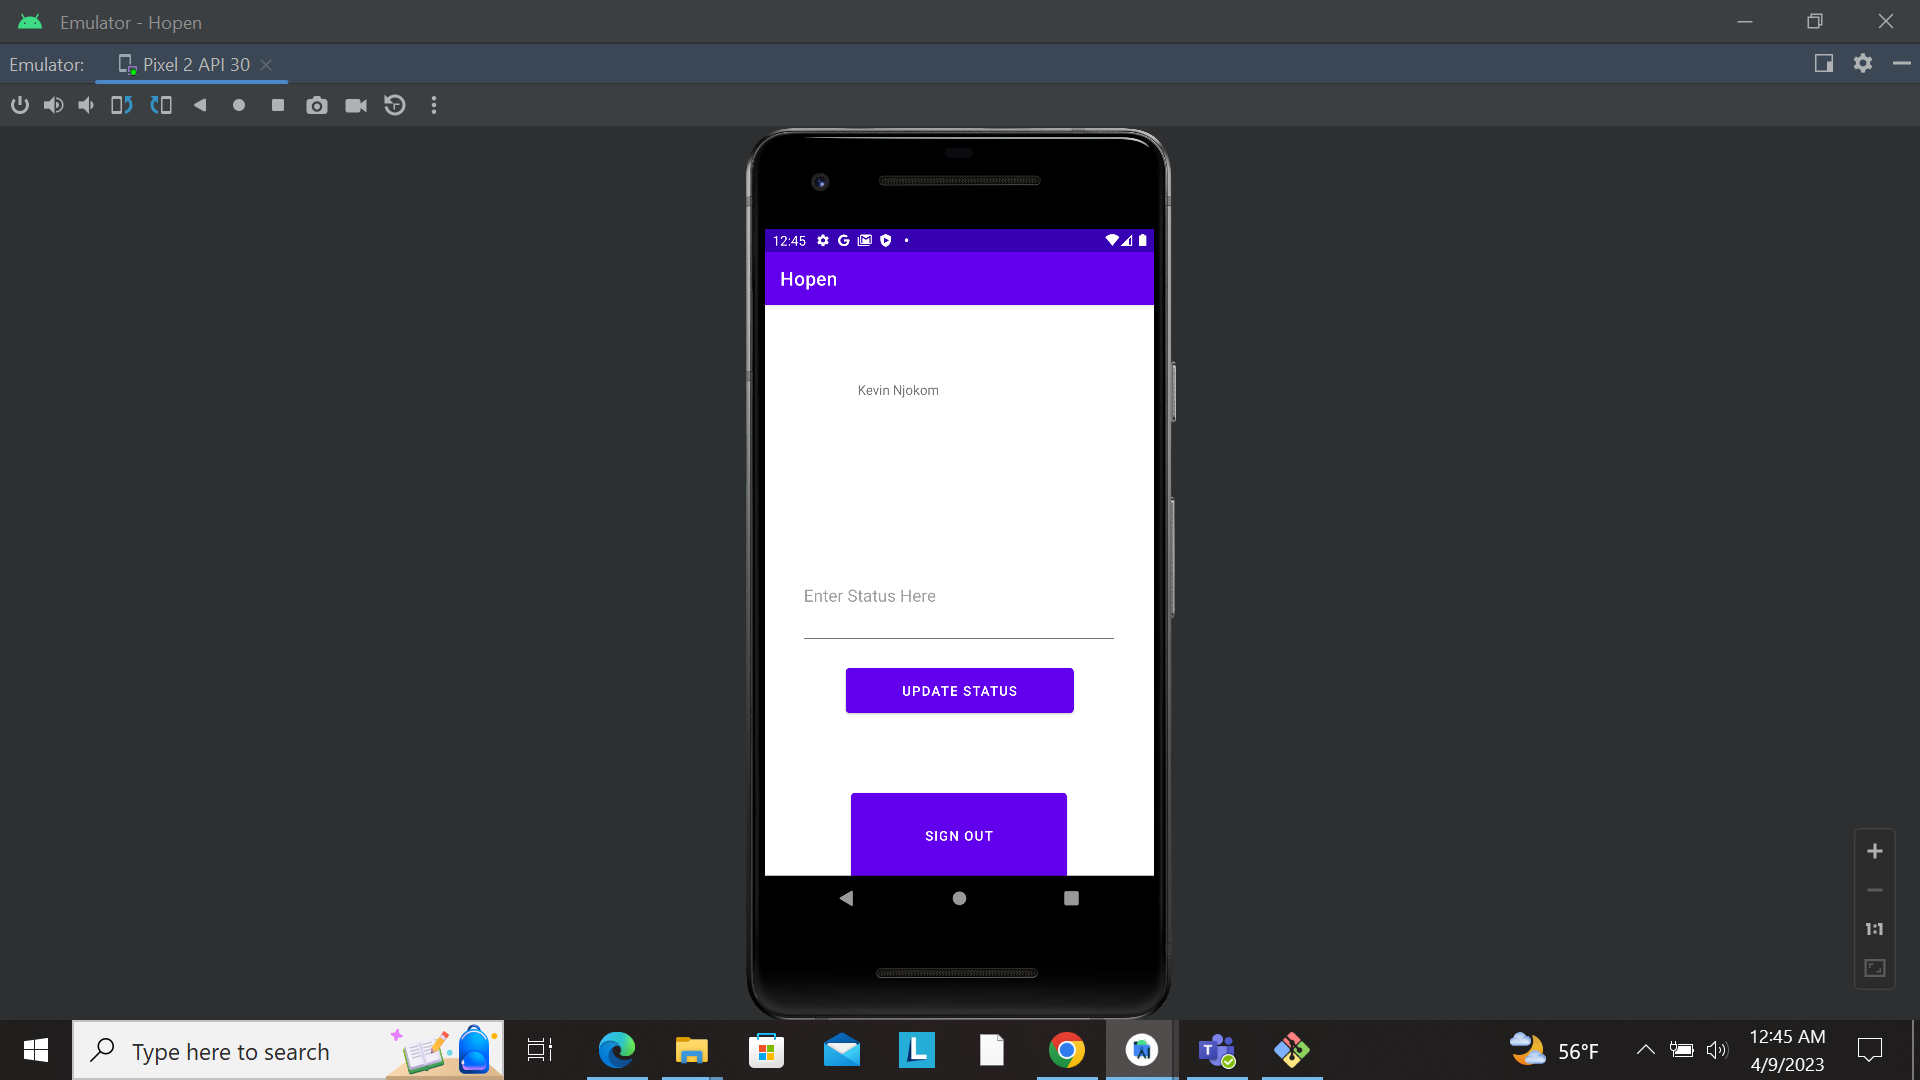 Emulator - Hopen
Emulator: Pixel 2 API 30
12:45
Hopen
Kevin Njokom
Enter Status Here
UPDATE STATUS
SIGN OUT
1:1
Type here to search
56°F
12:45 AM
4/9/2023